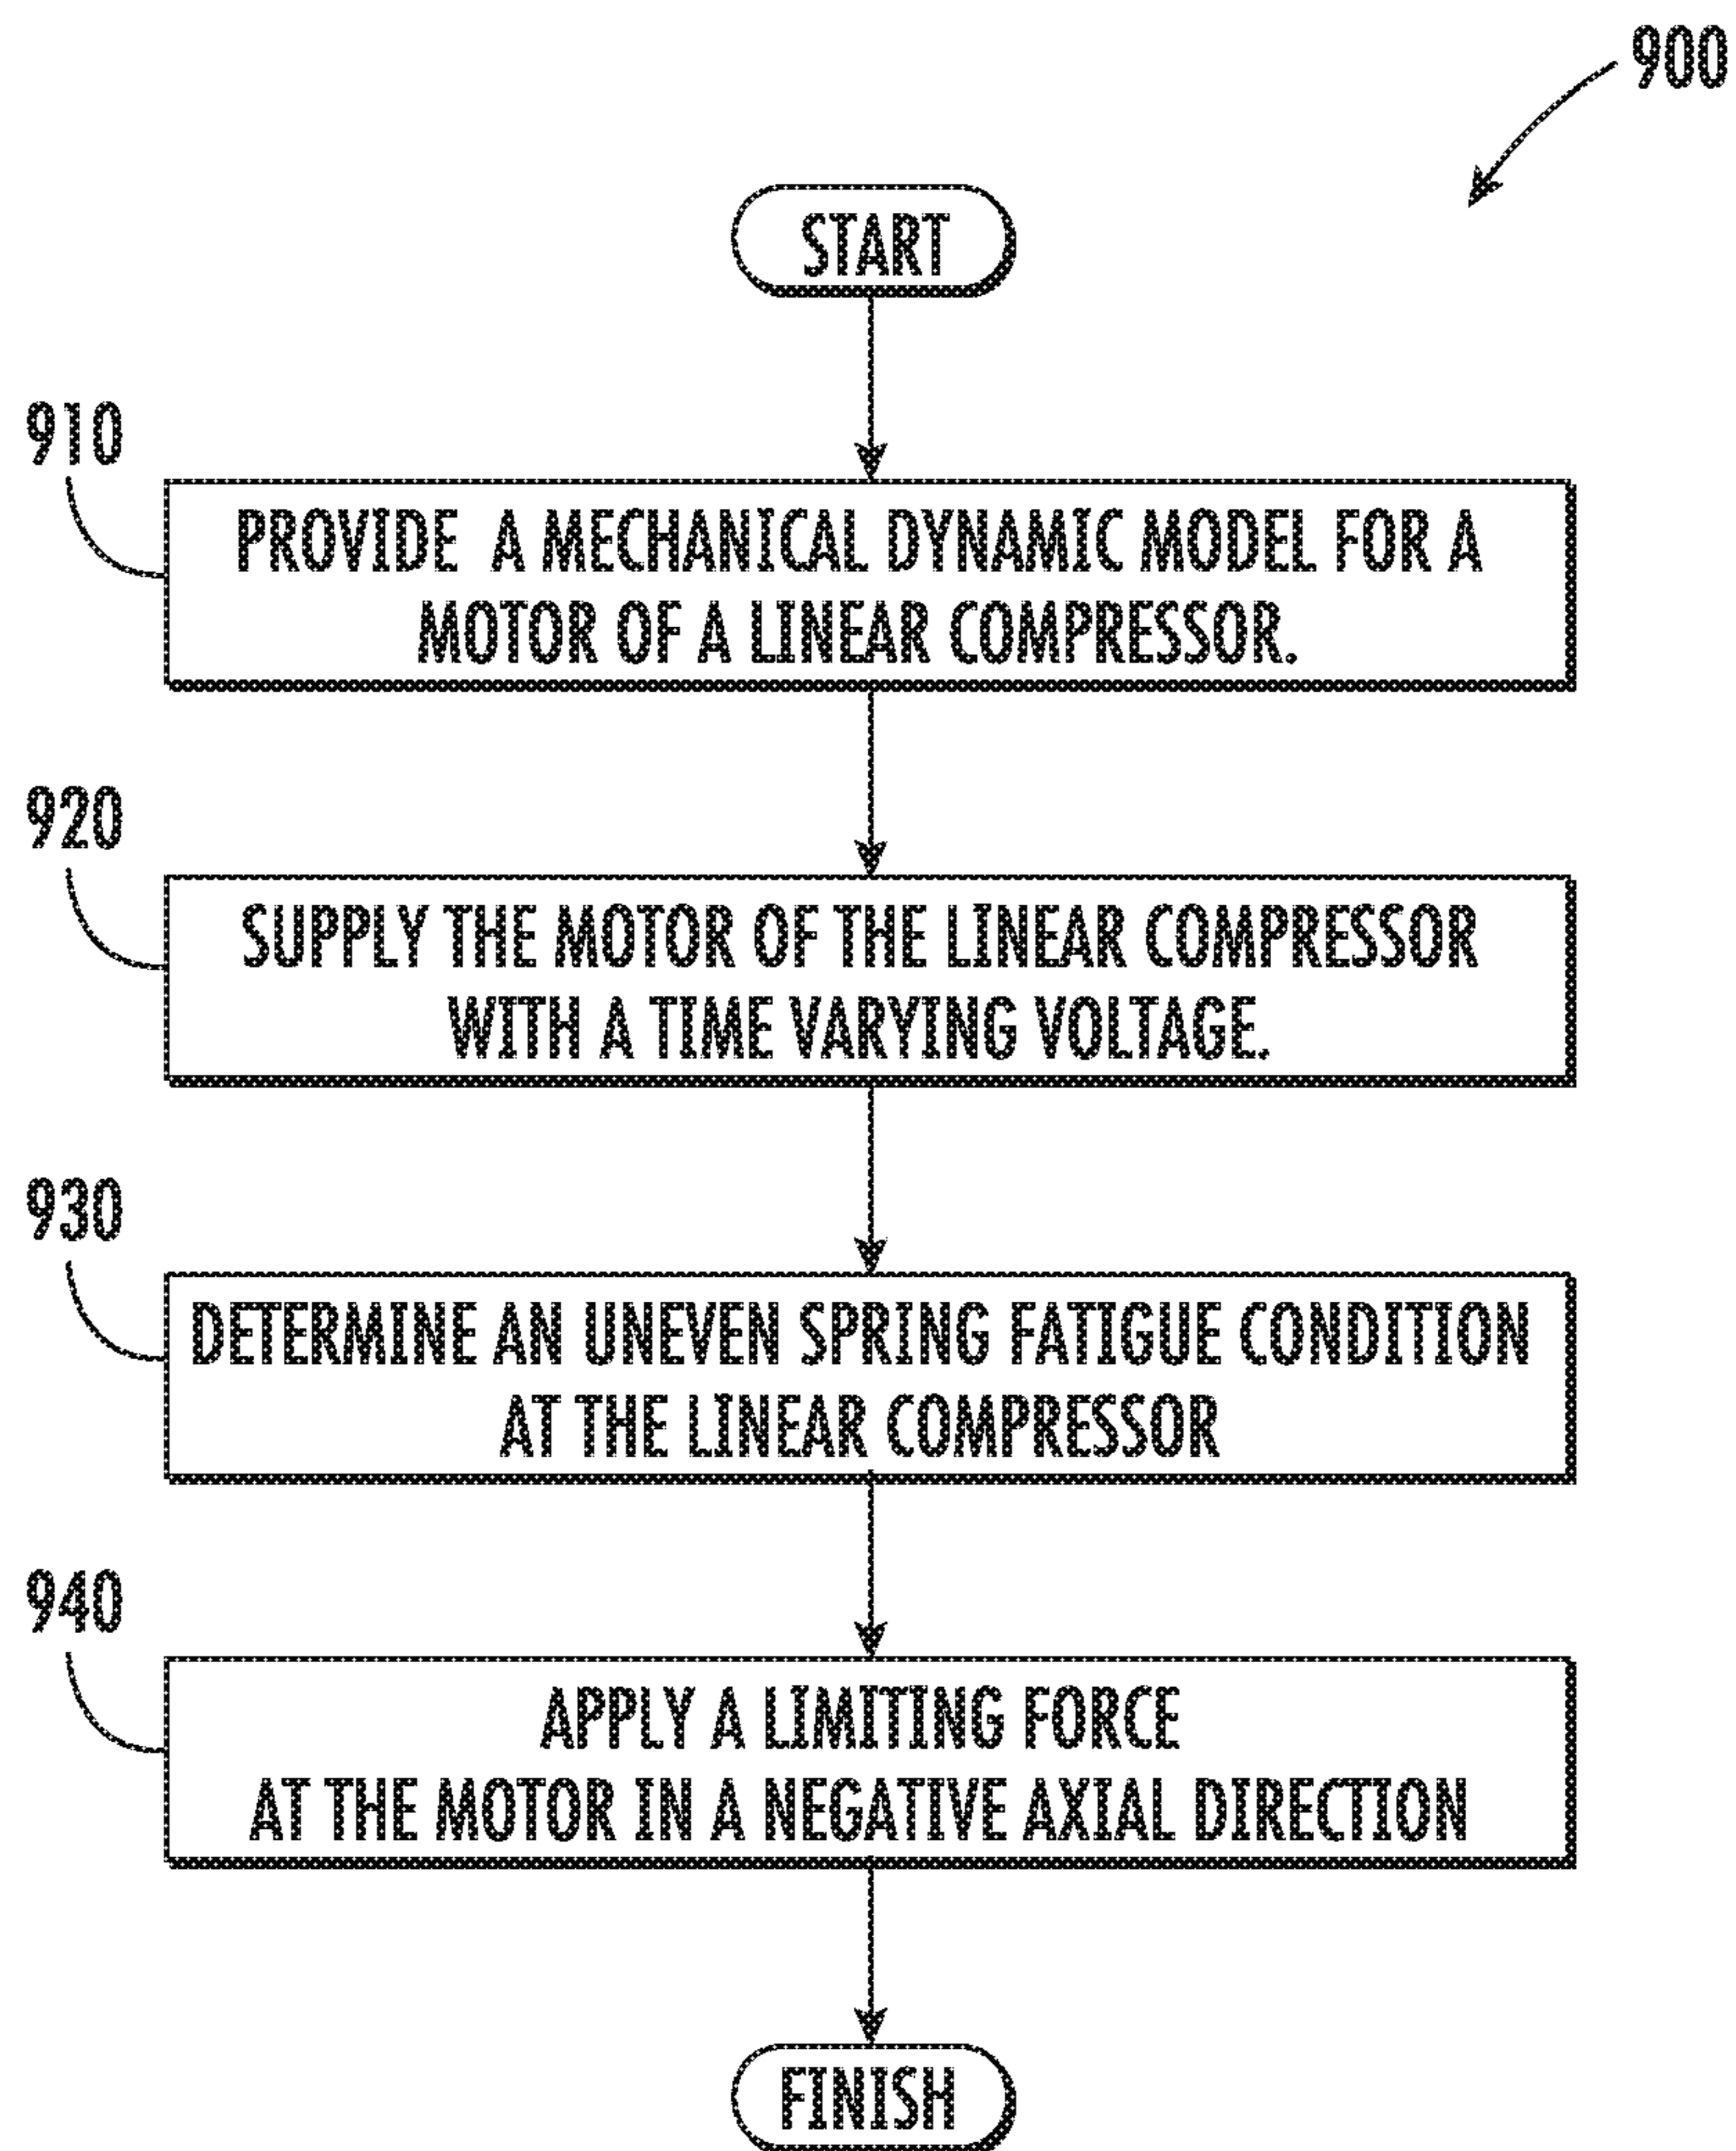 900
START
910
PROVIDE A MECHANICAL DYNAMIC MODEL FOR A
MOTOR OF A LINEAR COMPRESSOR.
920
SUPPLY THE MOTOR OF THE LINEAR COMPRESSOR
WITH A TIME VARYING VOLTAGE.
930
DETERMINE AN UNEVEN SPRING FATIGUE CONDITION
AT THE LINEAR COMPRESSOR
940
APPLY A LIMITING FORCE
AT THE MOTOR IN A NEGATIVE AXIAL DIRECTION
FINISH